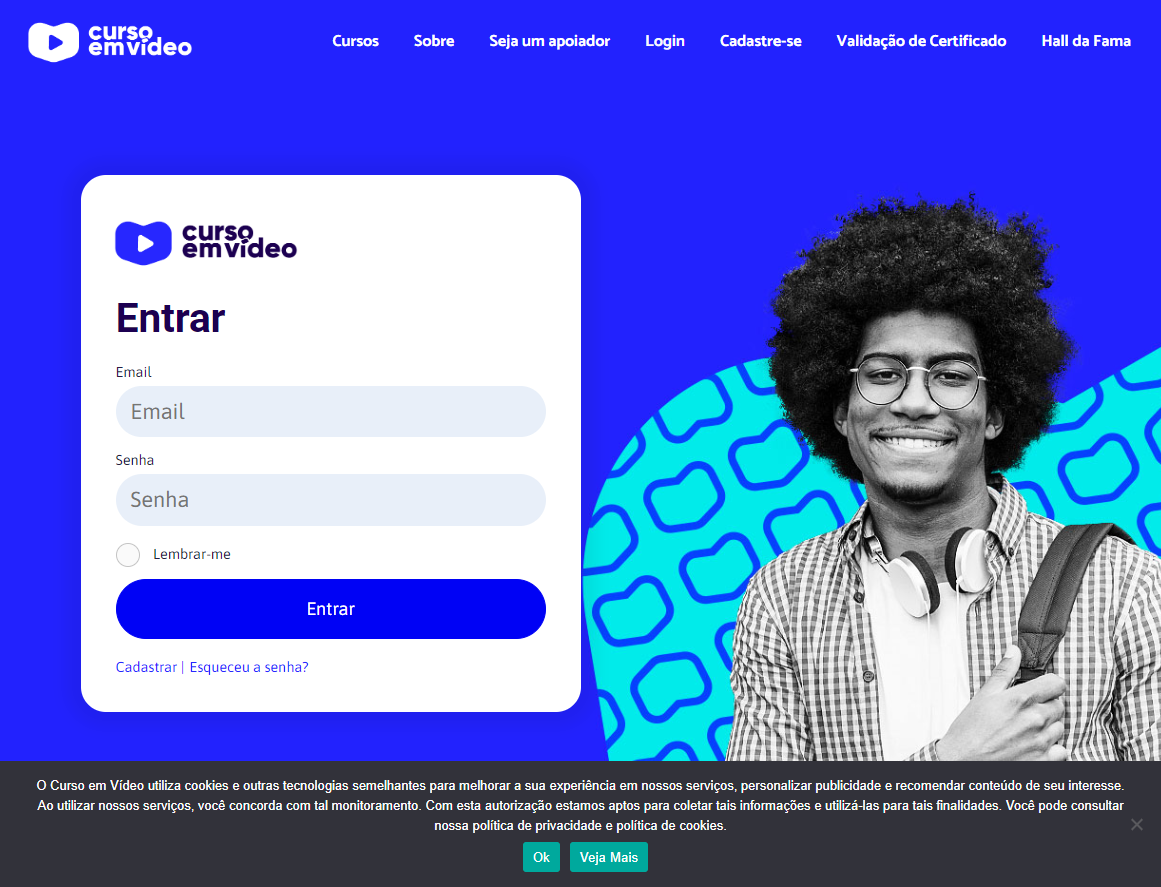 curso
em vídeo
Cursos Sobre Seja um apoiador Login Cadastre-se Validação de Certificado Hall da Fama
curso
em vídeo
Entrar
Email
Email
Senha
Senha
Lembrar-me
Entrar
Cadastrar | Esqueceu a senha?
O Curso em Vídeo utiliza cookies e outras tecnologias semelhantes para melhorar a sua experiência em nossos serviços, personalizar publicidade e recomendar conteúdo de seu interesse.
Ao utilizar nossos serviços, você concorda com tal monitoramento. Com esta autorização estamos aptos para coletar tais informações e utilizá-las para tais finalidades. Você pode consultar
nossa política de privacidade e política de cookies.
Ok Veja Mais